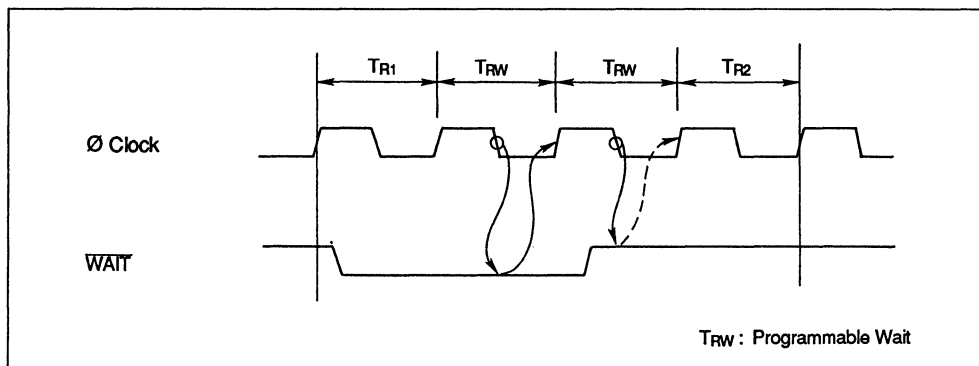 TR1 TRW TRW TR2
Ø Clock
WAIT
TRW : Programmable Wait